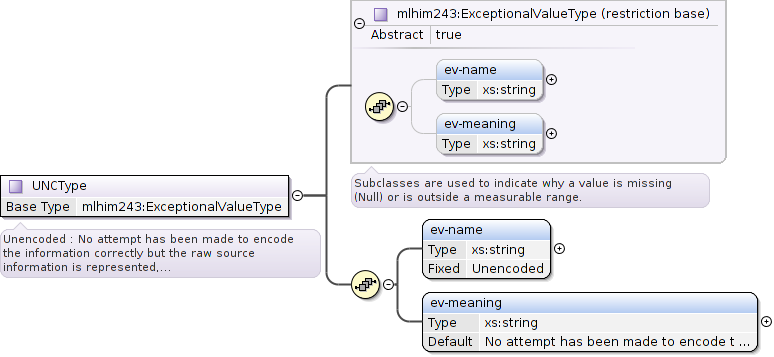 mlhim243:ExceptionalValueType (restriction base)
Abstract true
ev-name
Type xs:string
ev-meaning
Type xs:string
Subclasses are used to indicate why a value is missing
(Null) or is outside a measurable range.
UNCType
Base Type mlhim243:ExceptionalValueType
Unencoded : No attempt has been made to encode
the information correctly but the raw source
information is represented,...
ev-name
Type xs:string
Fixed Unencoded
ev-meaning
Type xs:string
Default No attempt has been made to encode t ...